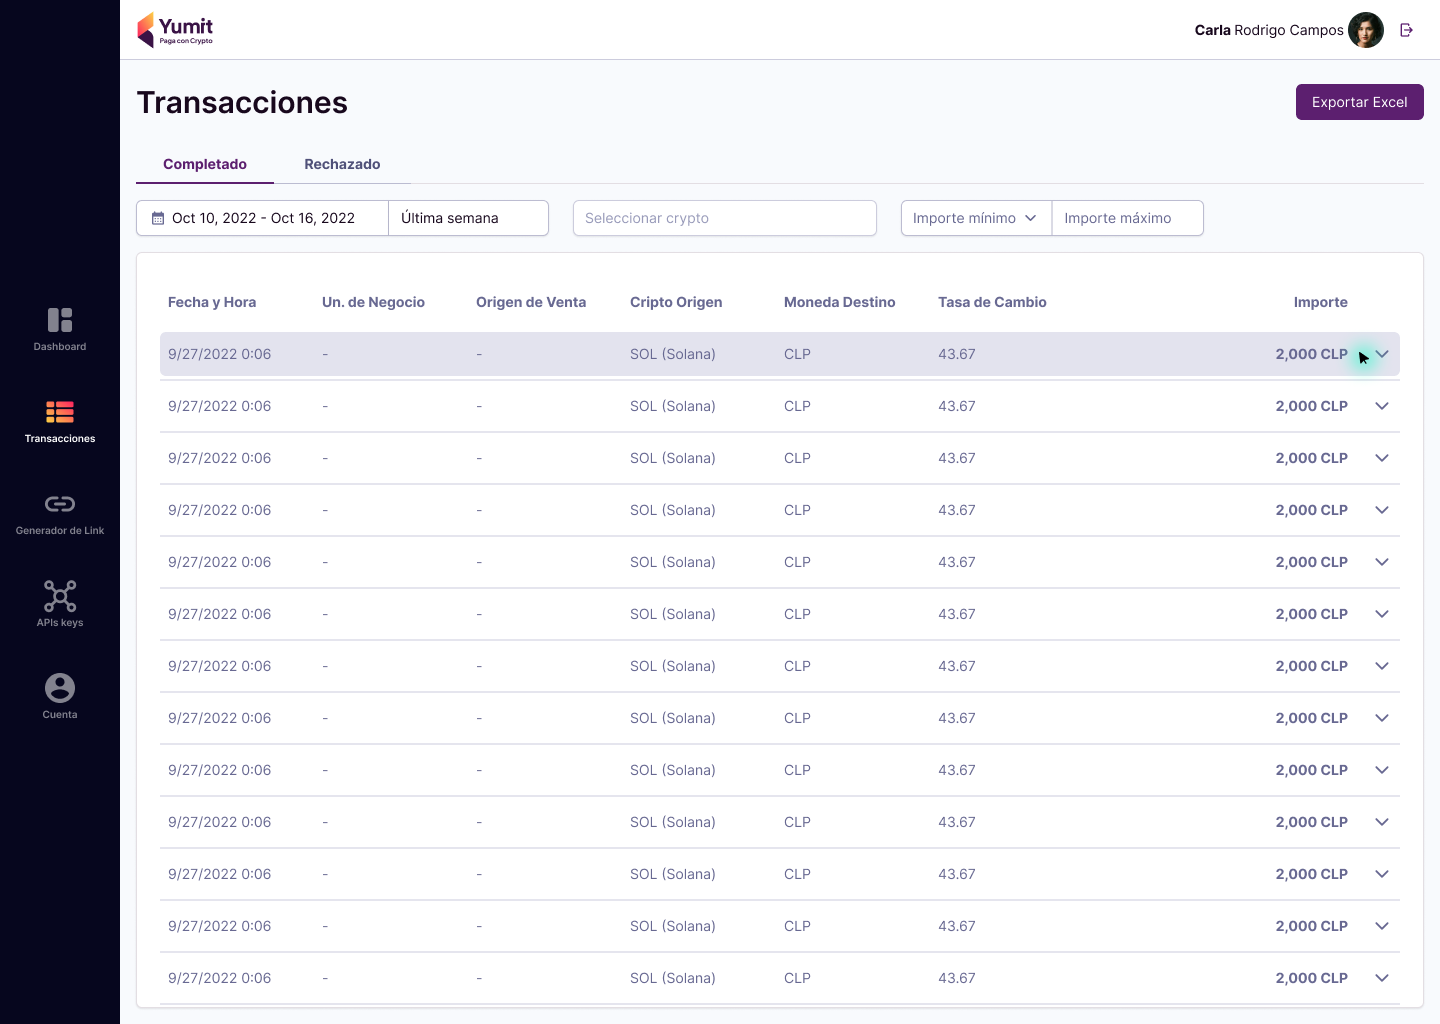 Yumit
Paga con Crypto
Carla Rodrigo Campos
Transacciones
Exportar Excel
Completado Rechazado
Oct 10, 2022 - Oct 16, 2022 Última semana Seleccionar crypto Importe mínimo Importe máximo
Fecha y Hora Un. de Negocio Origen de Venta Cripto Origen Moneda Destino Tasa de Cambio Importe
9/27/2022 0:06 - - SOL (Solana) CLP 43.67 2,000 CLP
9/27/2022 0:06 - - SOL (Solana) CLP 43.67 2,000 CLP
9/27/2022 0:06 - - SOL (Solana) CLP 43.67 2,000 CLP
9/27/2022 0:06 - - SOL (Solana) CLP 43.67 2,000 CLP
9/27/2022 0:06 - - SOL (Solana) CLP 43.67 2,000 CLP
9/27/2022 0:06 - - SOL (Solana) CLP 43.67 2,000 CLP
9/27/2022 0:06 - - SOL (Solana) CLP 43.67 2,000 CLP
9/27/2022 0:06 - - SOL (Solana) CLP 43.67 2,000 CLP
9/27/2022 0:06 - - SOL (Solana) CLP 43.67 2,000 CLP
9/27/2022 0:06 - - SOL (Solana) CLP 43.67 2,000 CLP
9/27/2022 0:06 - - SOL (Solana) CLP 43.67 2,000 CLP
9/27/2022 0:06 - - SOL (Solana) CLP 43.67 2,000 CLP
9/27/2022 0:06 - - SOL (Solana) CLP 43.67 2,000 CLP
Dashboard
Transacciones
Generador de Link
APIs keys
Cuenta